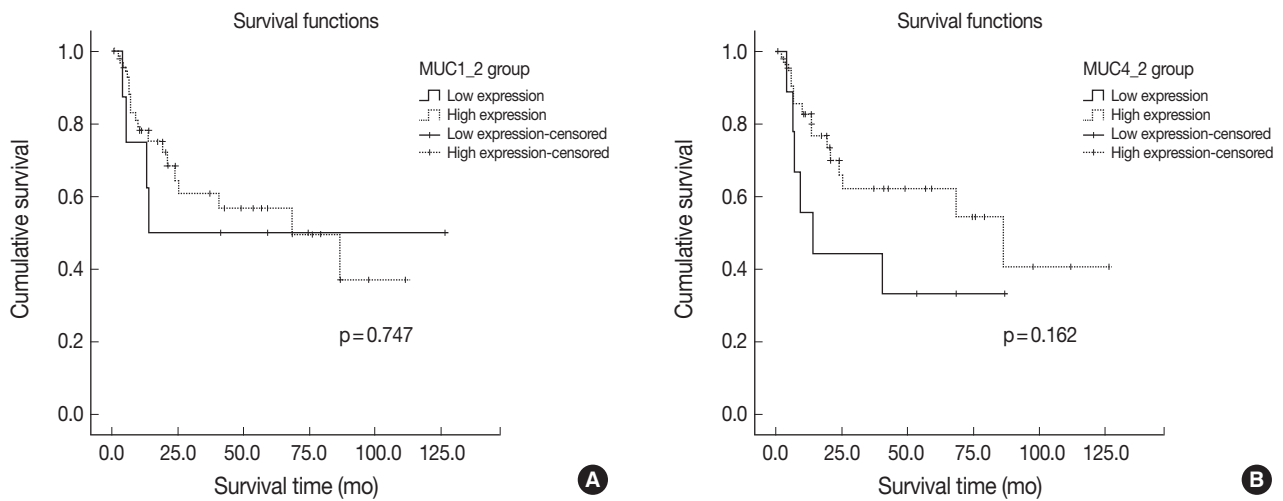 Survival functions
1.0
0.8
0.6
0.4
0.2
0.0
Cumulative survival
MUC1_2 group
Low expression
High expression
Low expression-censored
High expression-censored
p=0.747
0.0 25.0 50.0 75.0 100.0 125.0
Survival time (mo)
A
Survival functions
1.0
0.8
0.6
0.4
0.2
0.0
Cumulative survival
MUC4_2 group
Low expression
High expression
Low expression-censored
High expression-censored
p=0.162
0.0 25.0 50.0 75.0 100.0 125.0
Survival time (mo)
B